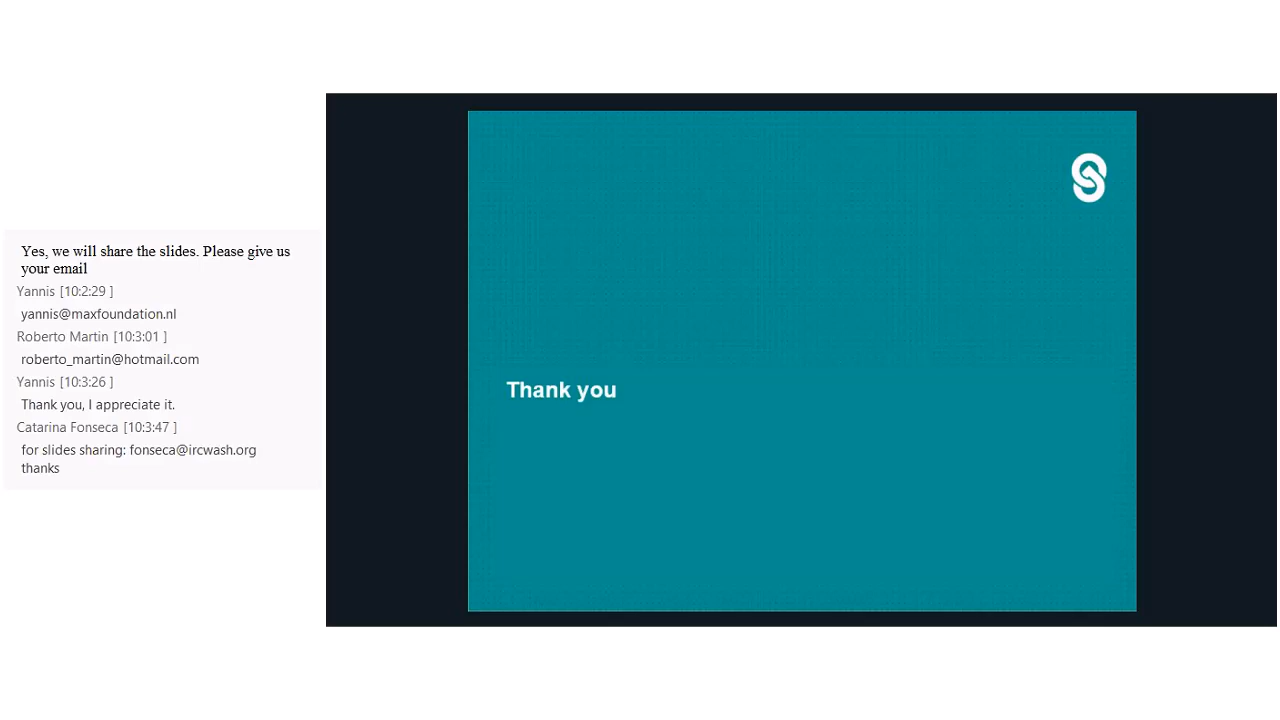 Yes, we will share the slides. Please give us
your email
Yannis [10:2:29 ]
yannis@maxfoundation.nl
Roberto Martin [10:3:01 ]
roberto_martin@hotmail.com
Yannis [10:3:26 ]
Thank you, I appreciate it.
Catarina Fonseca [10:3:47 ]
for slides sharing: fonseca@ircwash.org
thanks
Thank you